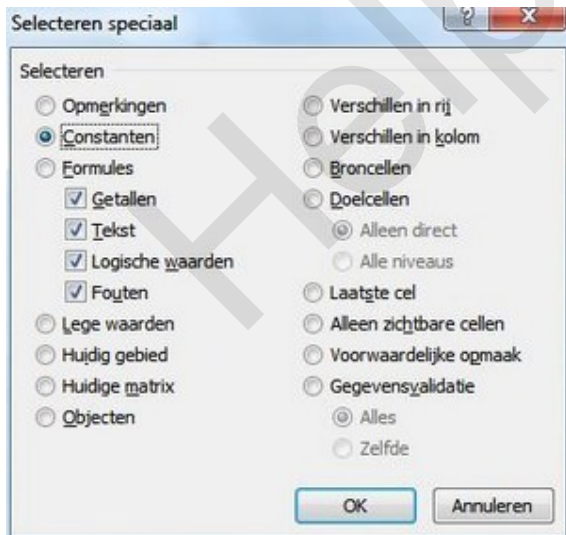 Selecteren speciaal
Selecteren
Opmerkingen
Constanten
Formules
Getallen
Tekst
Logische waarden
Fouten
Lege waarden
Huidig gebied
Huidige matrix
Objecten
Verschillen in rij
Verschillen in kolom
Broncellen
Doelcellen
Alleen direct
Alle niveaus
Laatste cel
Alleen zichtbare cellen
Voorwaardelijke opmaak
Gegevensvalidatie
Alles
Zelfde
OK
Annuleren
Help